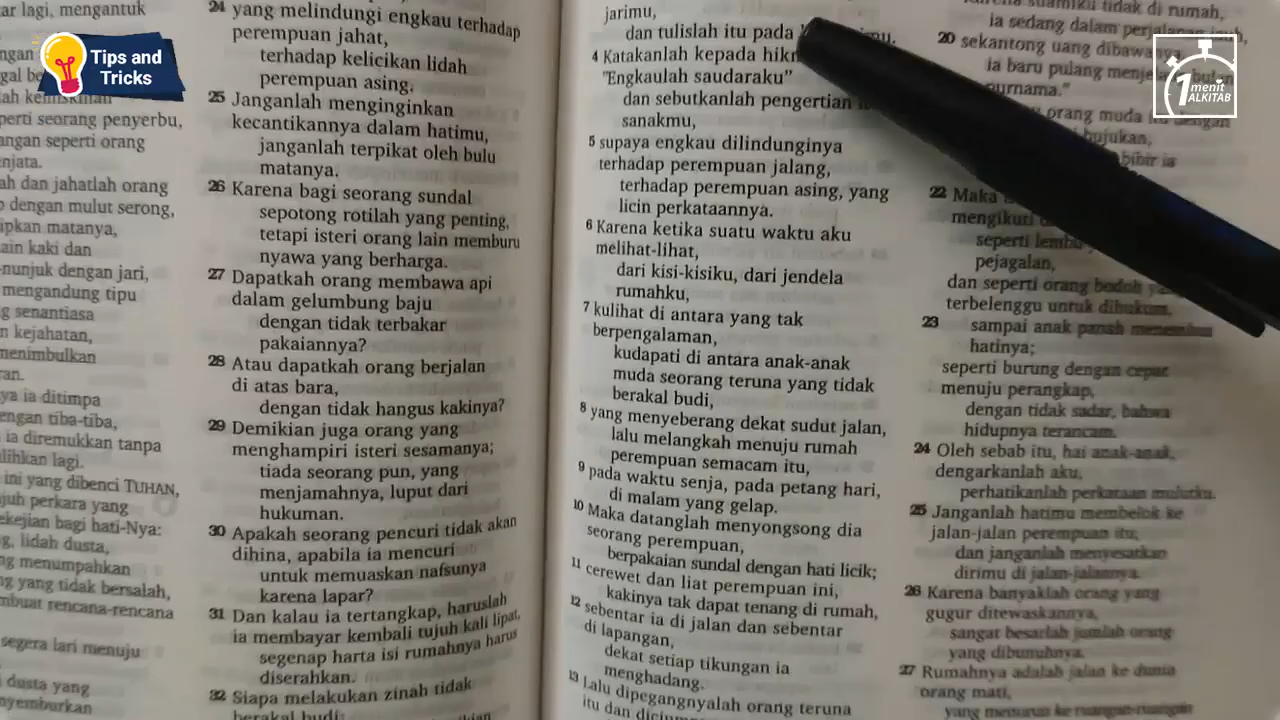 Tips and
Tricks
1 menit
ALKITAB
ar lagi, mengantuk
perti seorang penyerbu,
angan seperti orang
njata.
ah dan jahatlah orang
dengan mulut serong,
ipkan matanya,
ain kaki dan
-nunjuk dengan jari,
mengandung tipu
g senantiasa
n kejahatan,
menimbulkan
ran.
ya ia ditimpa
engan tiba-tiba,
ia diremukkan tanpa
ulihkan lagi.
ini yang dibenci TUHAN,
juh perkara yang
ekejian bagi hati-Nya:
g, lidah dusta,
ng menumpahkan
ng yang tidak bersalah,
mbuat rencana-rencana
segera lari menuju
dusta yang
nyemburkan
24 yang melindungi engkau terhadap
perempuan jahat,
terhadap kelicikan lidah
perempuan asing.
25 Janganlah menginginkan
kecantikannya dalam hatimu,
janganlah terpikat oleh bulu
matanya.
26 Karena bagi seorang sundal
sepotong rotilah yang penting,
tetapi isteri orang lain memburu
nyawa yang berharga.
27 Dapatkah orang membawa api
dalam gelumbung baju
dengan tidak terbakar
pakaiannya?
28 Atau dapatkah orang berjalan
di atas bara,
dengan tidak hangus kakinya?
29 Demikian juga orang yang
menghampiri isteri sesamanya;
tiada seorang pun, yang
menjamahnya, luput dari
hukuman.
30 Apakah seorang pencuri tidak akan
dihina, apabila ia mencuri
untuk memuaskan nafsunya
karena lapar?
31 Dan kalau ia tertangkap, haruslah
ia membayar kembali tujuh kali lipat,
segenap harta isi rumahnya harus
diserahkan.
32 Siapa melakukan zinah tidak
berakal budi;
jarimu,
dan tulislah itu pada
4 Katakanlah kepada
"Engkaulah saudaraku"
dan sebutkanlah pengertian
sanakmu,
5 supaya engkau dilindunginya
terhadap perempuan jalang,
terhadap perempuan asing, yang
licin perkataannya.
6 Karena ketika suatu waktu aku
melihat-lihat,
dari kisi-kisiku, dari jendela
rumahku,
7 kulihat di antara yang tak
berpengalaman,
kudapati di antara anak-anak
muda seorang teruna yang tidak
berakal budi,
8 yang menyeberang dekat sudut jalan,
lalu melangkah menuju rumah
perempuan semacam itu,
9 pada waktu senja, pada petang hari,
di malam yang gelap.
10 Maka datanglah menyongsong dia
seorang perempuan,
berpakaian sundal dengan hati licik;
11 cerewet dan liat perempuan ini,
kakinya tak dapat tenang di rumah,
12 sebentar ia di jalan dan sebentar
di lapangan,
dekat setiap tikungan ia
menghadang.
13 Lalu dipegangnyalah orang teruna
itu dan
suamiku tidak di rumah,
ia sedang dalam
20 sekantong uang
ia baru pulang
purnama."
orang muda
22 Maka
mengikuti
seperti lembu
pejagalan,
dan seperti orang bodoh
terbelenggu untuk dihukum,
23 sampai anak panah
hatinya;
seperti burung dengan cepat
menuju perangkap,
dengan tidak sadar, bahwa
hidupnya terancam.
24 Oleh sebab itu, hai anak-anak,
dengarkanlah aku,
perhatikanlah perkataan mulutku.
25 Janganlah hatimu membelok ke
jalan-jalan perempuan itu,
dan janganlah menyesatkan
dirimu di jalan-jalannya.
26 Karena banyaklah orang yang
gugur ditewaskannya,
sangat besarlah jumlah orang
yang dibunuhnya.
27 Rumahnya adalah jalan ke dunia
orang mati,
yang menurun ke ruangan-ruangan